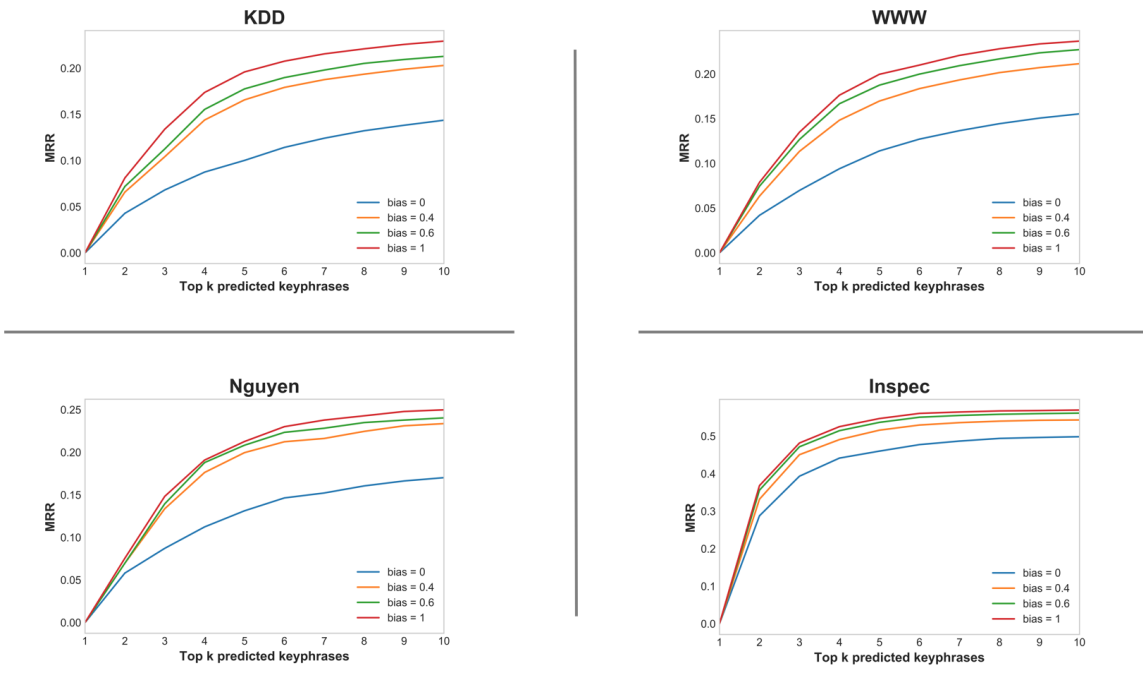 KDD
0.20
0.15
0.10
0.05
0.00
MRR
bias = 0
bias = 0.4
bias = 0.6
bias = 1
1 2 3 4 5 6 7 8 9 10
Top k predicted keyphrases
WWW
0.20
0.15
0.10
0.05
0.00
MRR
bias = 0
bias = 0.4
bias = 0.6
bias = 1
1 2 3 4 5 6 7 8 9 10
Top k predicted keyphrases
Nguyen
0.25
0.20
0.15
0.10
0.05
0.00
MRR
bias = 0
bias = 0.4
bias = 0.6
bias = 1
1 2 3 4 5 6 7 8 9 10
Top k predicted keyphrases
Inspec
0.5
0.4
0.3
0.2
0.1
0.0
MRR
bias = 0
bias = 0.4
bias = 0.6
bias = 1
1 2 3 4 5 6 7 8 9 10
Top k predicted keyphrases